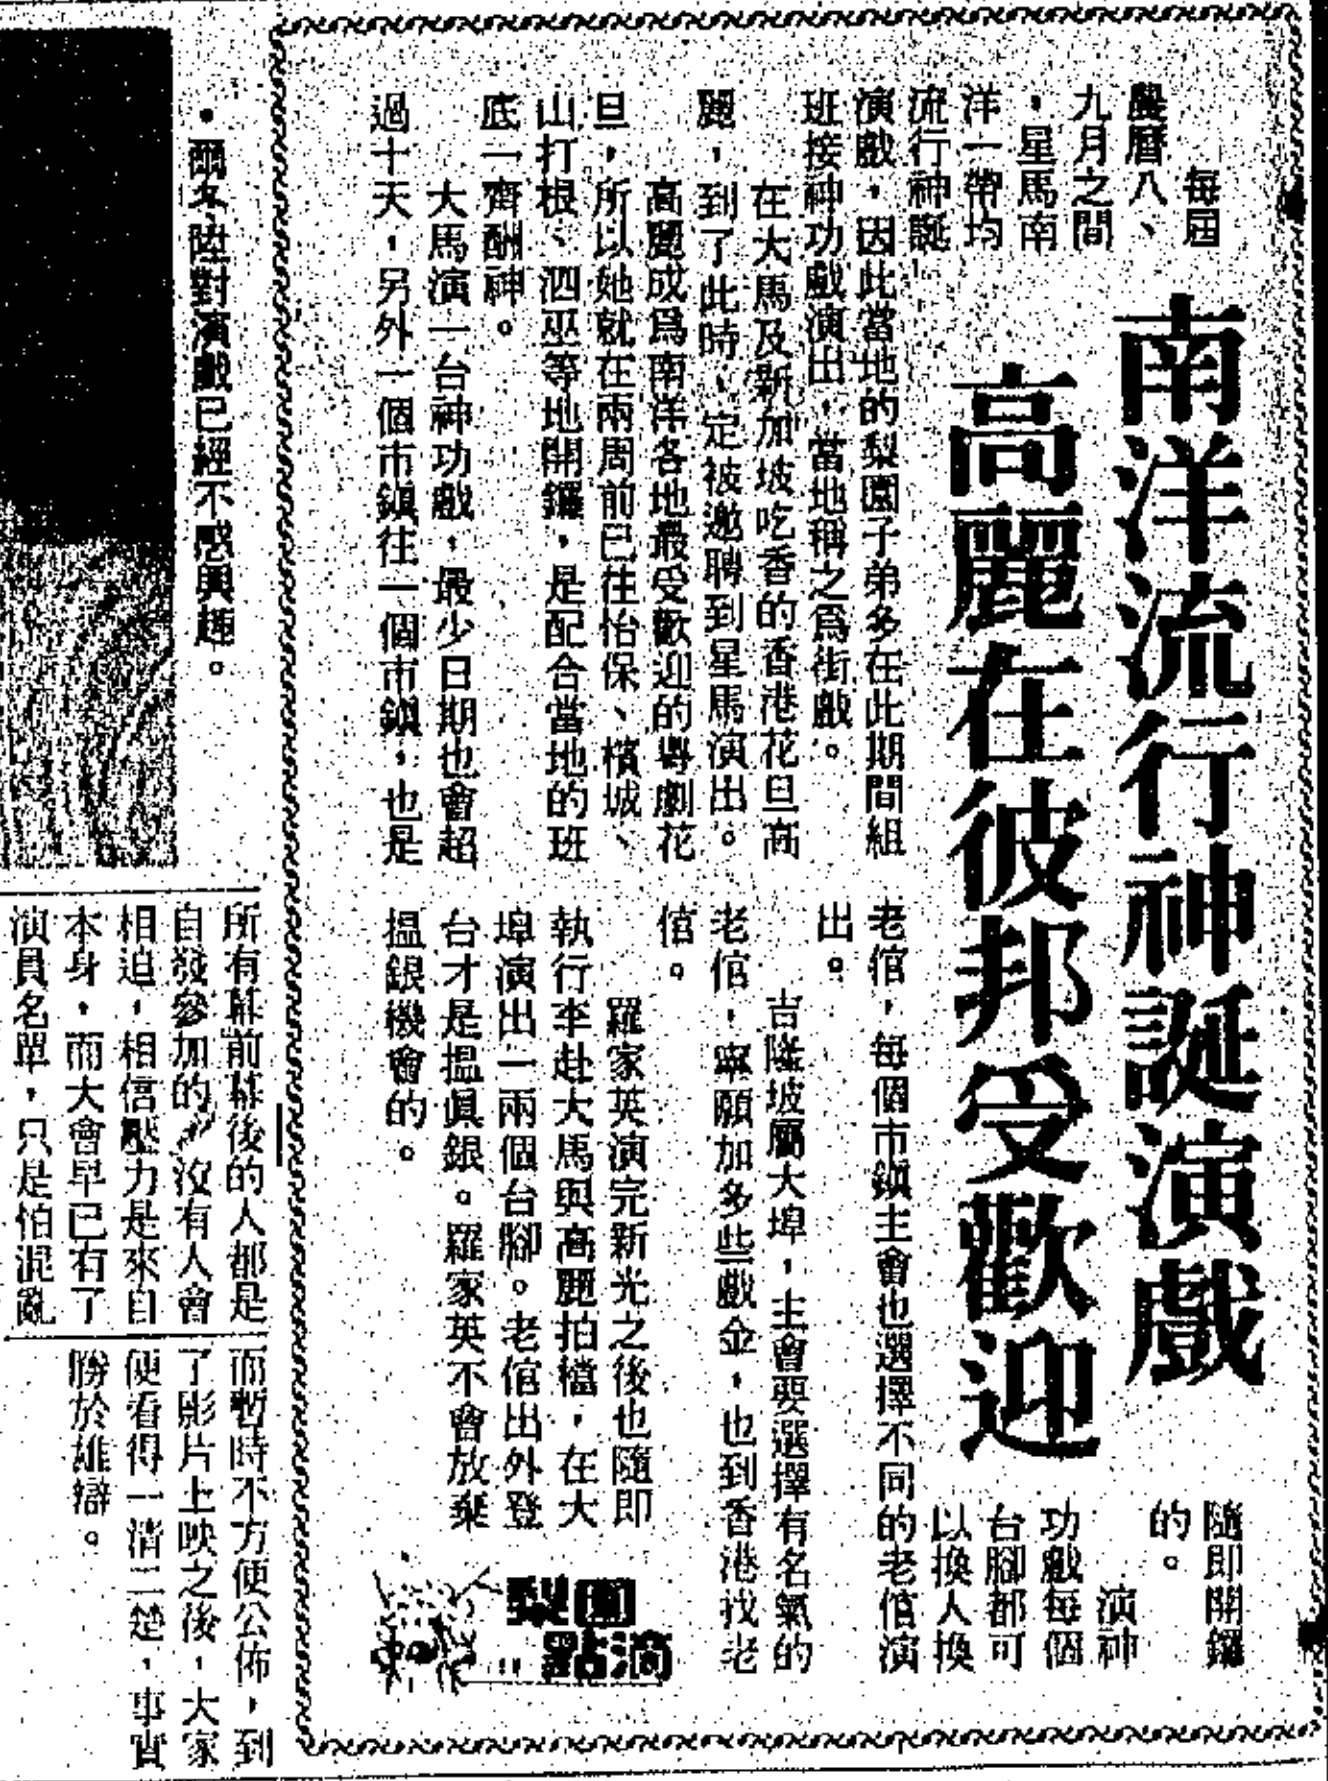 南洋流行神誕演戲
高麗在彼邦受歡迎
每屆
農曆八、
九月之間
，星馬南
洋一帶均
流行神誕
演戲，因此當地的梨園子弟多在此期間組
班接神功戲演出，當地稱之爲街戲。
在大馬及新加坡吃香的香港花旦高
麗，到了此時，定被邀聘到星馬演出。
高麗成爲南洋各地最受歡迎的粵劇花
旦，所以她就在兩周前已往怡保、檳城、
山打根、泗巫等地開鑼，是配合當地的班
底一齊酬神。
大馬演一台神功戲，最少日期也會超
過十天，另外一個市鎮往一個市鎮，也是
隨即開鑼
的。
演神
功戲每個
台腳都可
以換人換
老倌，每個市鎮主會也選擇不同的老倌演
出。
吉隆坡屬大埠，主會要選擇有名氣的
老倌，寧願加多些戲金，也到香港找老
倌。
羅家英演完新光之後也隨即
執行李赴大馬與高麗拍檔，在大
埠演出一兩個台腳。老倌出外登
台才是搵眞銀。羅家英不會放棄
搵銀機會的。
梨園
點滴
・爾冬陞對演戲已經不感興趣。
所有幕前幕後的人都是
自發參加的，沒有人會
相迫，相信壓力是來自
本身，而大會早已有了
演員名單，只是怕混亂
而暫時不方便公佈，到
了影片上映之後，大家
便看得一清二楚，事實
勝於雄辯。